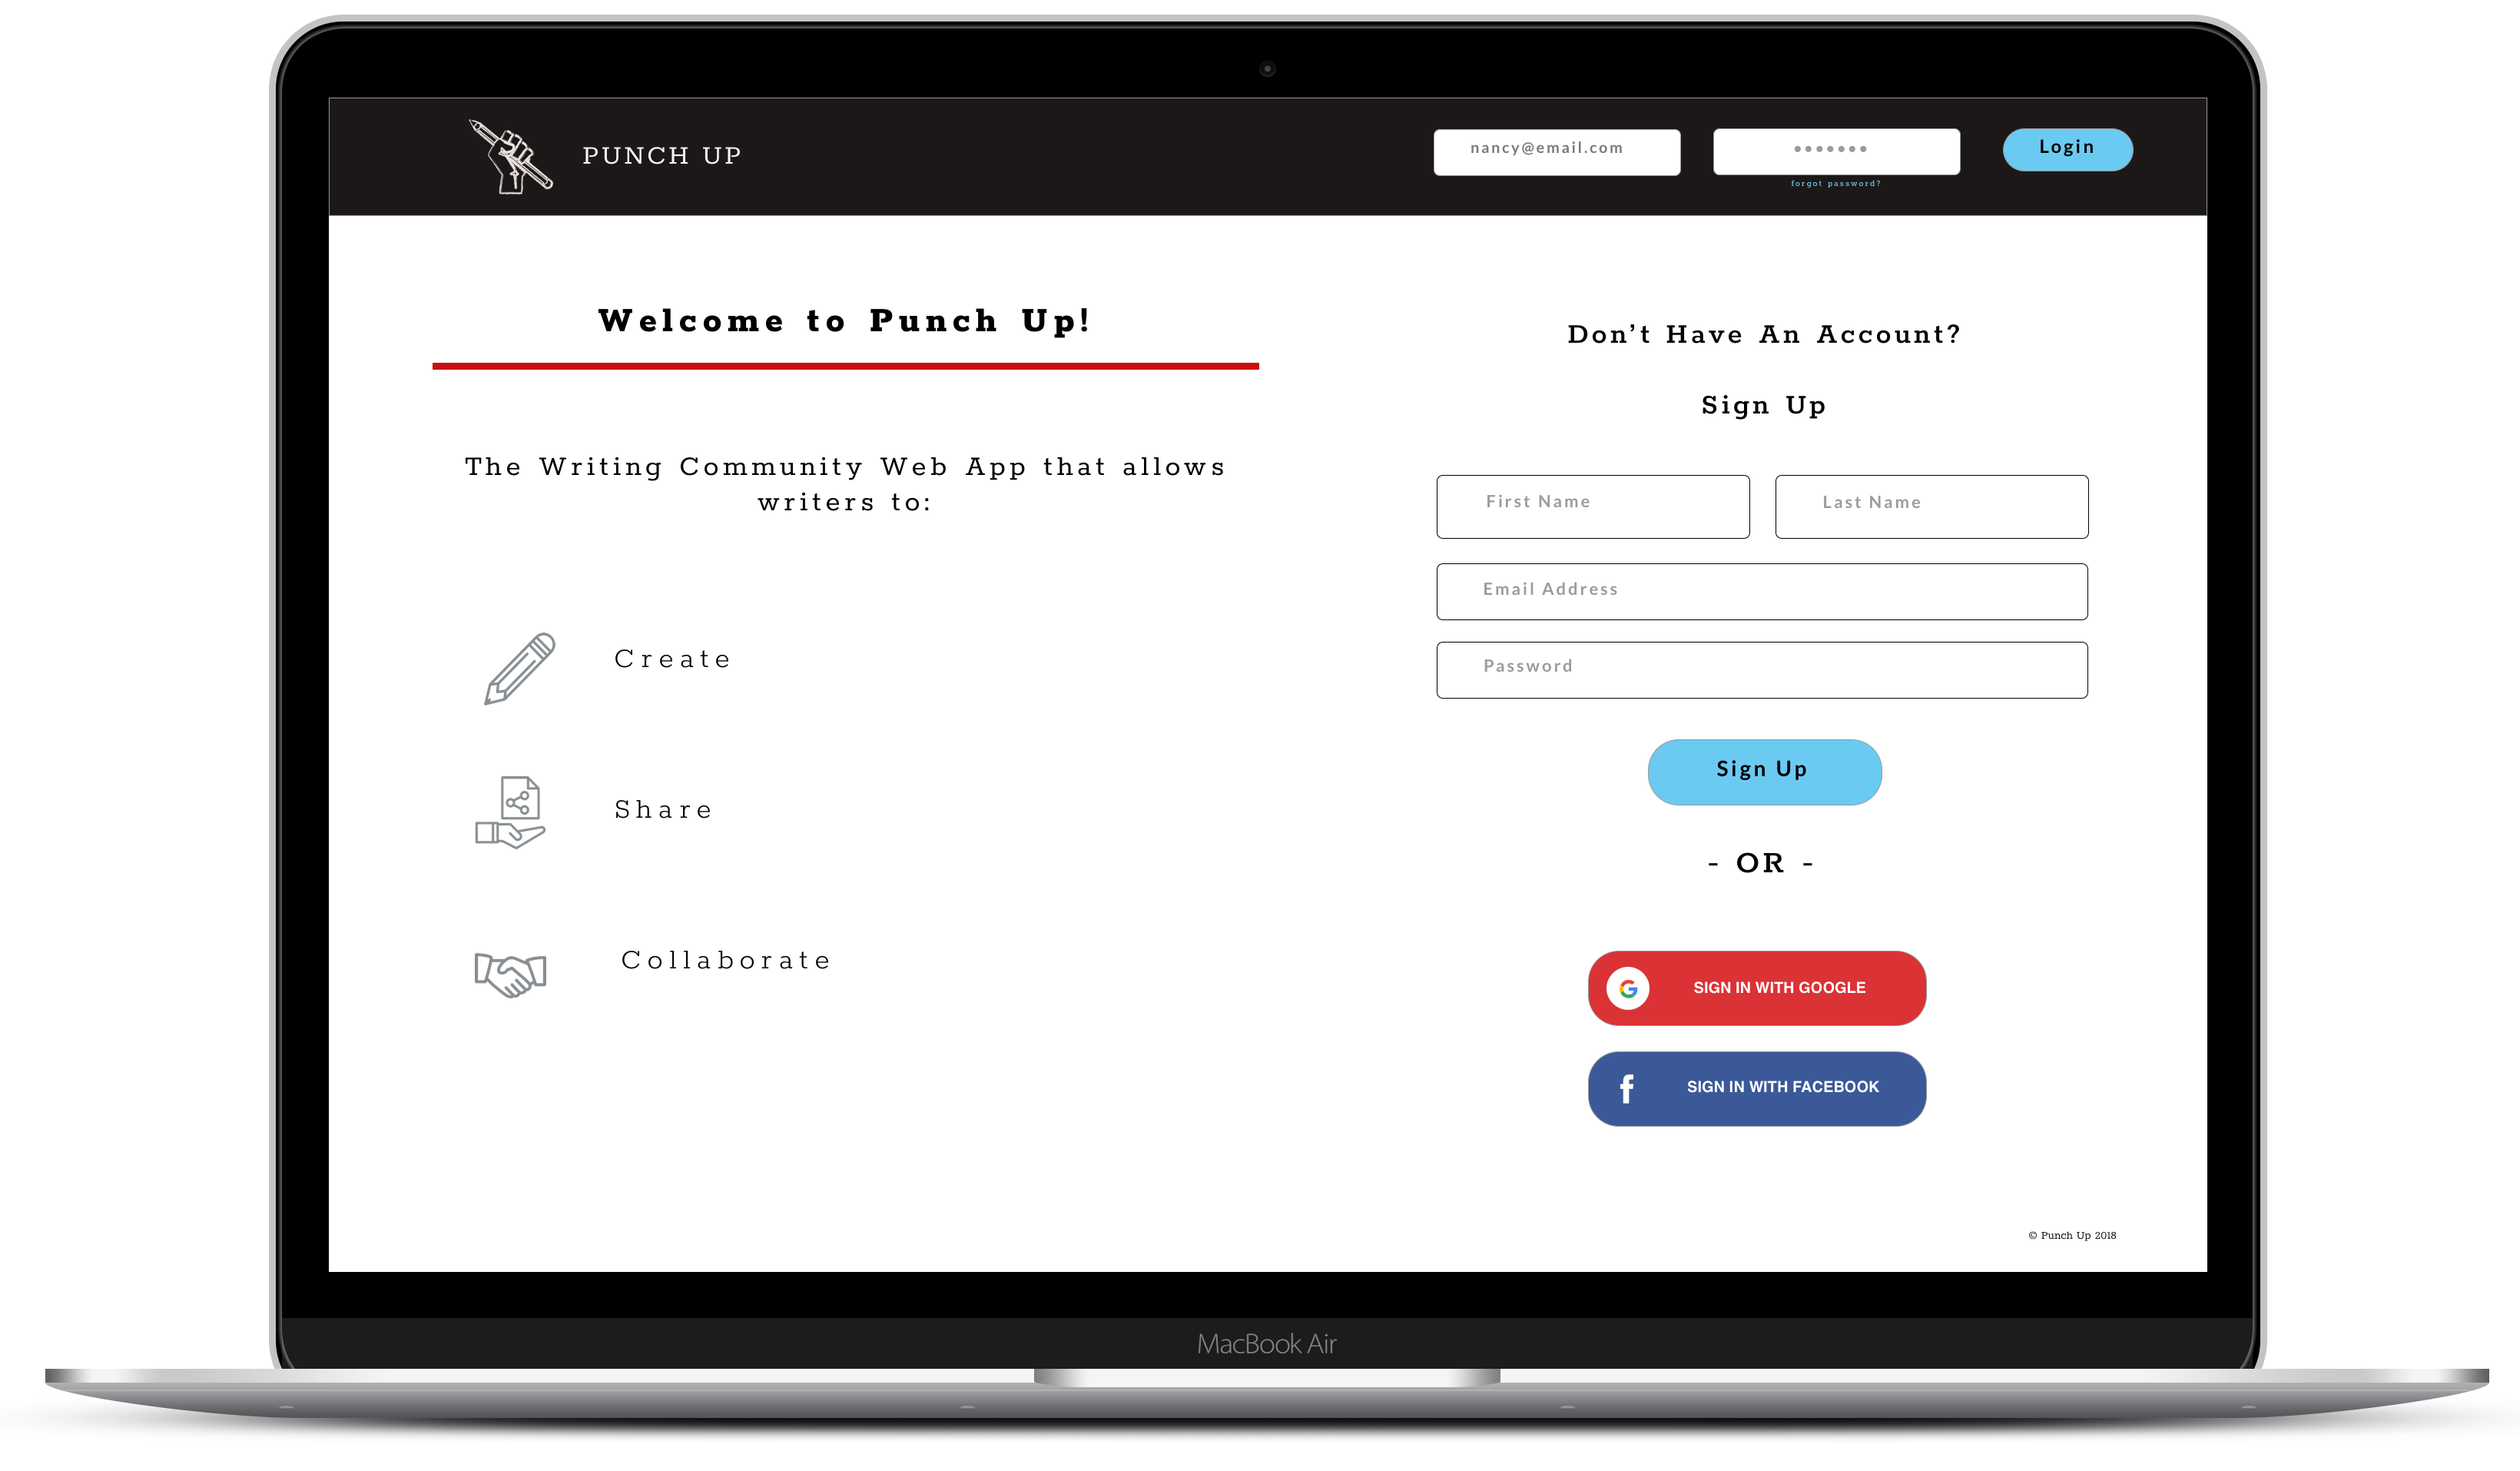 PUNCH UP
nancy@email.com
•••••••
Login
forgot password?
Welcome to Punch Up!
The Writing Community Web App that allows
writers to:
Create
Share
Collaborate
Don’t Have An Account?
Sign Up
First Name
Last Name
Email Address
Password
Sign Up
- OR -
G
SIGN IN WITH GOOGLE
f
SIGN IN WITH FACEBOOK
© Punch Up 2018
MacBook Air